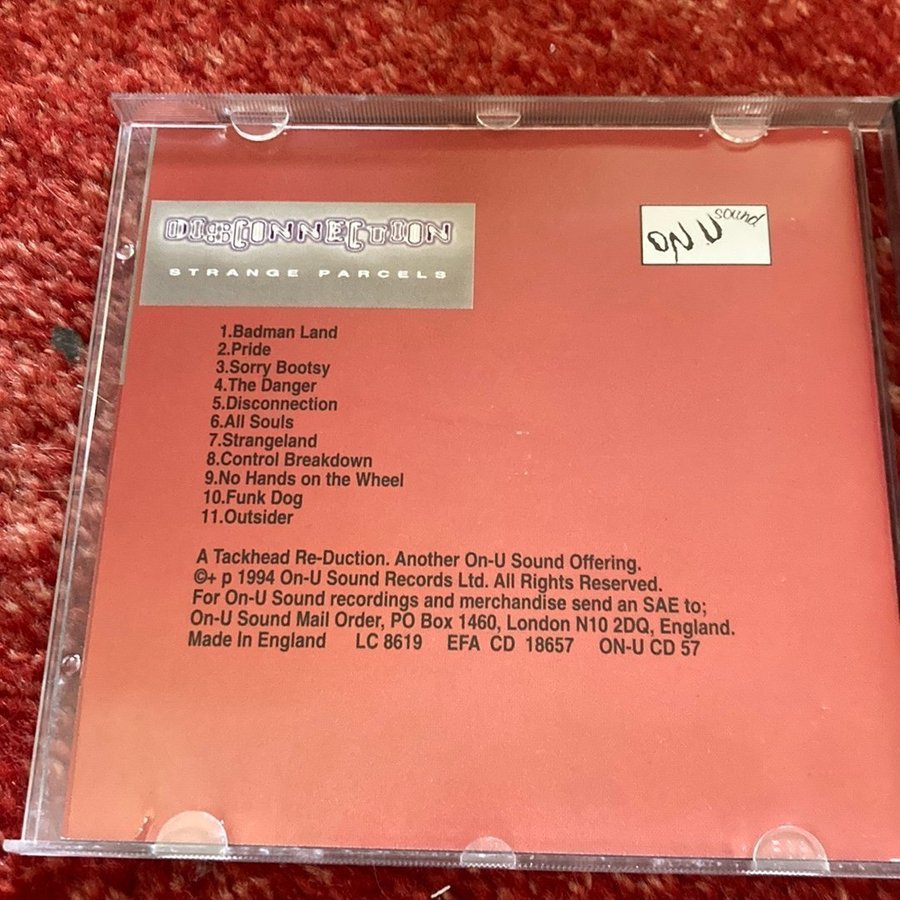 DISCONNECTION
STRANGE PARCELS
ON U sound
1.Badman Land
2.Pride
3.Sorry Bootsy
4.The Danger
5.Disconnection
6.All Souls
7.Strangeland
8.Control Breakdown
9.No Hands on the Wheel
10.Funk Dog
11.Outsider
A Tackhead Re-Duction. Another On-U Sound Offering.
©+ p 1994 On-U Sound Records Ltd. All Rights Reserved.
For On-U Sound recordings and merchandise send an SAE to;
On-U Sound Mail Order, PO Box 1460, London N10 2DQ, England.
Made In England LC 8619 EFA CD 18657 ON-U CD 57